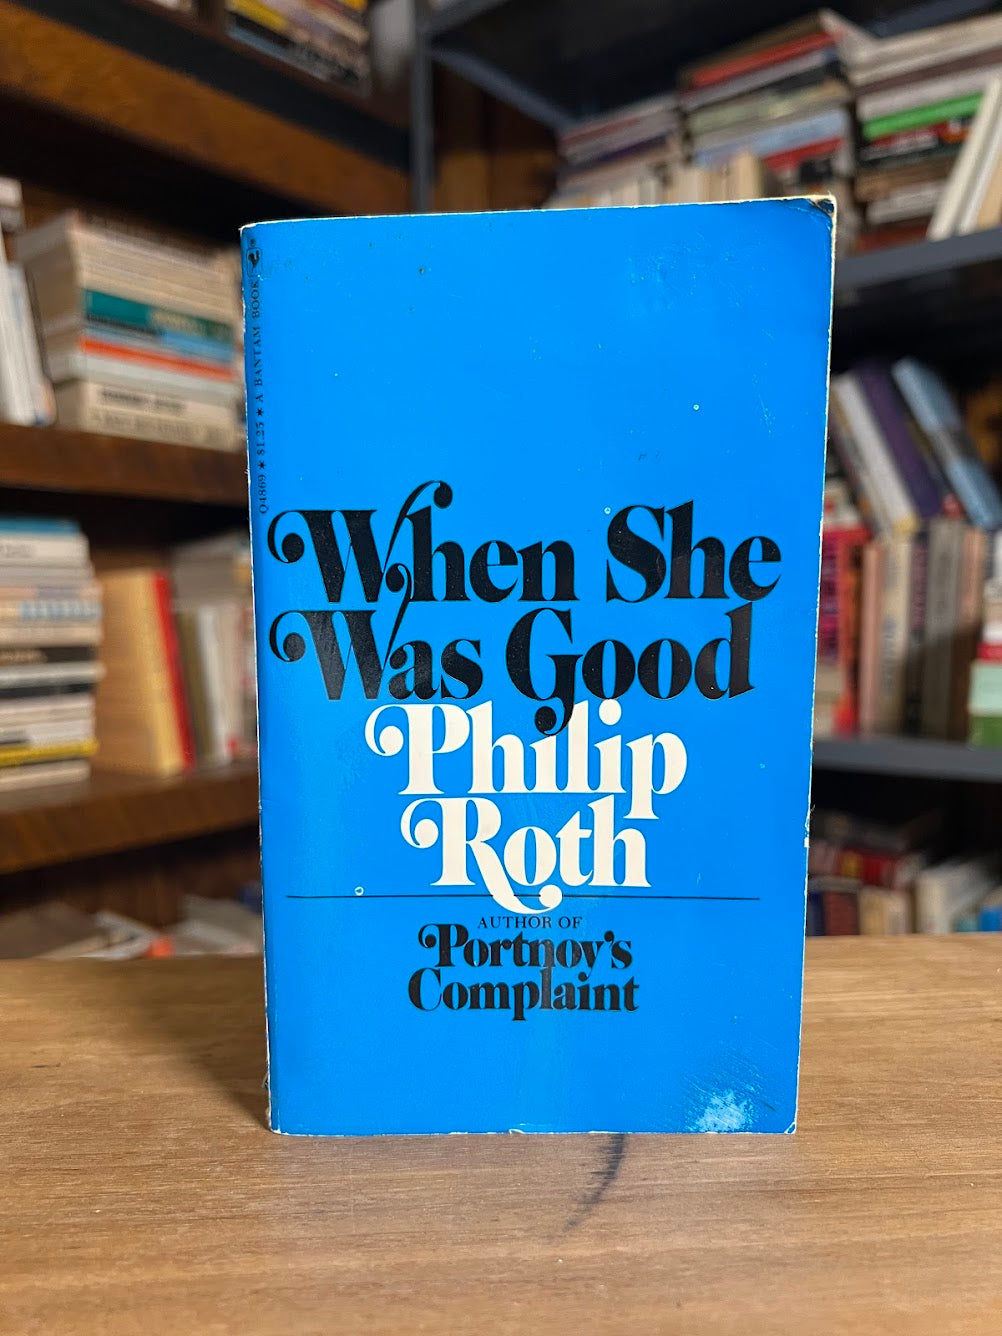 Q4869 * $1.25 * A BANTAM BOOK
When She
Was Good
Philip
Roth
AUTHOR OF
Portnoy's
Complaint